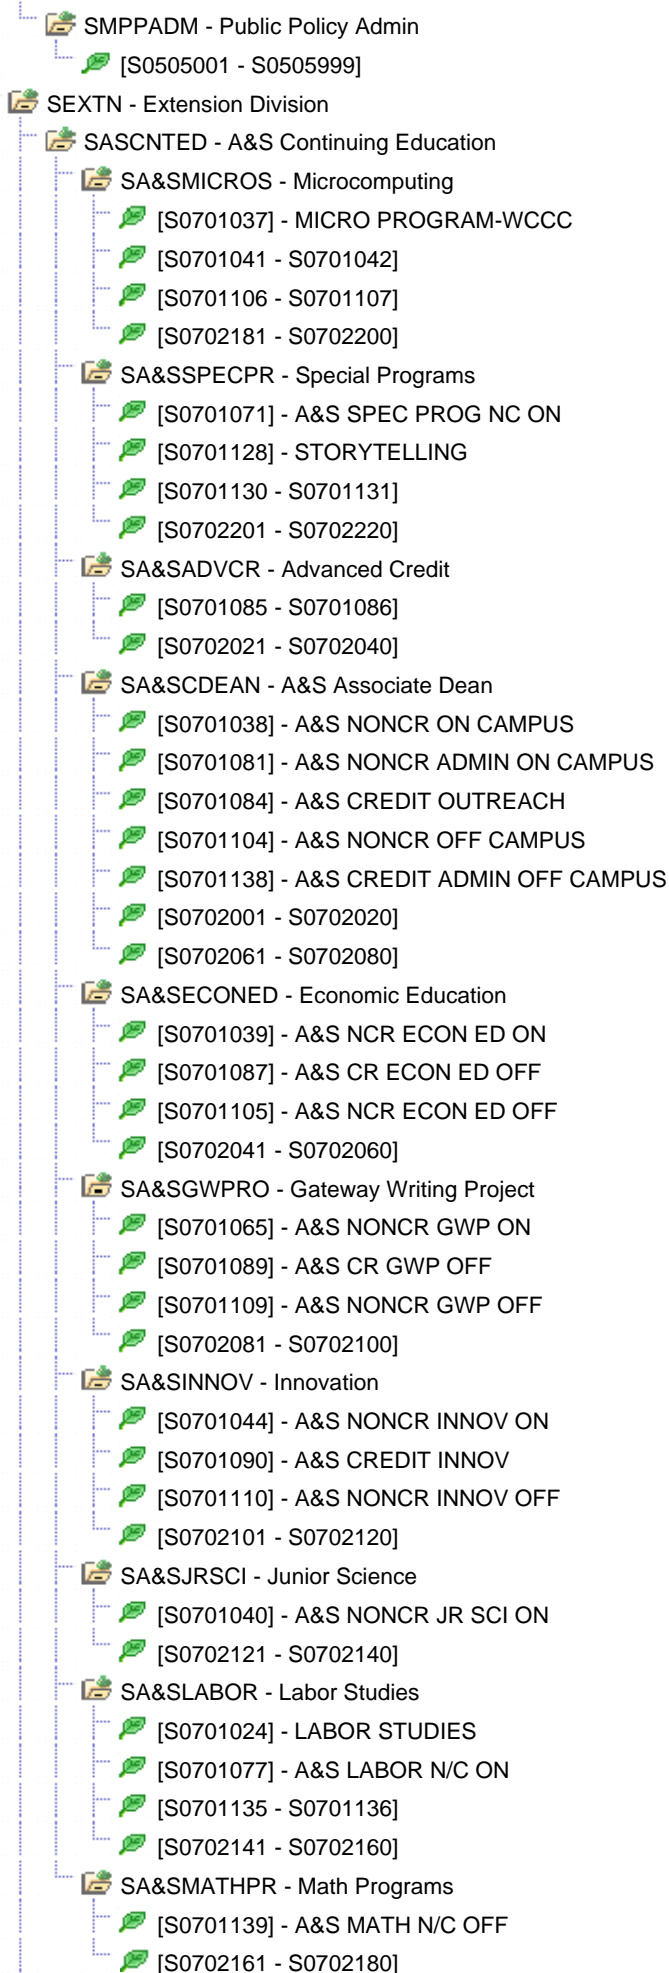 SMPPADM - Public Policy Admin
[S0505001 - S0505999]
SEXTN - Extension Division
SASCNTED - A&S Continuing Education
SA&SMICROS - Microcomputing
[S0701037] - MICRO PROGRAM-WCCC
[S0701041 - S0701042]
[S0701106 - S0701107]
[S0702181 - S0702200]
SA&SSPECPR - Special Programs
[S0701071] - A&S SPEC PROG NC ON
[S0701128] - STORYTELLING
[S0701130 - S0701131]
[S0702201 - S0702220]
SA&SADVCR - Advanced Credit
[S0701085 - S0701086]
[S0702021 - S0702040]
SA&SCDEAN - A&S Associate Dean
[S0701038] - A&S NONCR ON CAMPUS
[S0701081] - A&S NONCR ADMIN ON CAMPUS
[S0701084] - A&S CREDIT OUTREACH
[S0701104] - A&S NONCR OFF CAMPUS
[S0701138] - A&S CREDIT ADMIN OFF CAMPUS
[S0702001 - S0702020]
[S0702061 - S0702080]
SA&SECONED - Economic Education
[S0701039] - A&S NCR ECON ED ON
[S0701087] - A&S CR ECON ED OFF
[S0701105] - A&S NCR ECON ED OFF
[S0702041 - S0702060]
SA&SGWPRO - Gateway Writing Project
[S0701065] - A&S NONCR GWP ON
[S0701089] - A&S CR GWP OFF
[S0701109] - A&S NONCR GWP OFF
[S0702081 - S0702100]
SA&SINNOV - Innovation
[S0701044] - A&S NONCR INNOV ON
[S0701090] - A&S CREDIT INNOV
[S0701110] - A&S NONCR INNOV OFF
[S0702101 - S0702120]
SA&SJRSCI - Junior Science
[S0701040] - A&S NONCR JR SCI ON
[S0702121 - S0702140]
SA&SLABOR - Labor Studies
[S0701024] - LABOR STUDIES
[S0701077] - A&S LABOR N/C ON
[S0701135 - S0701136]
[S0702141 - S0702160]
SA&SMATHPR - Math Programs
[S0701139] - A&S MATH N/C OFF
[S0702161 - S0702180]